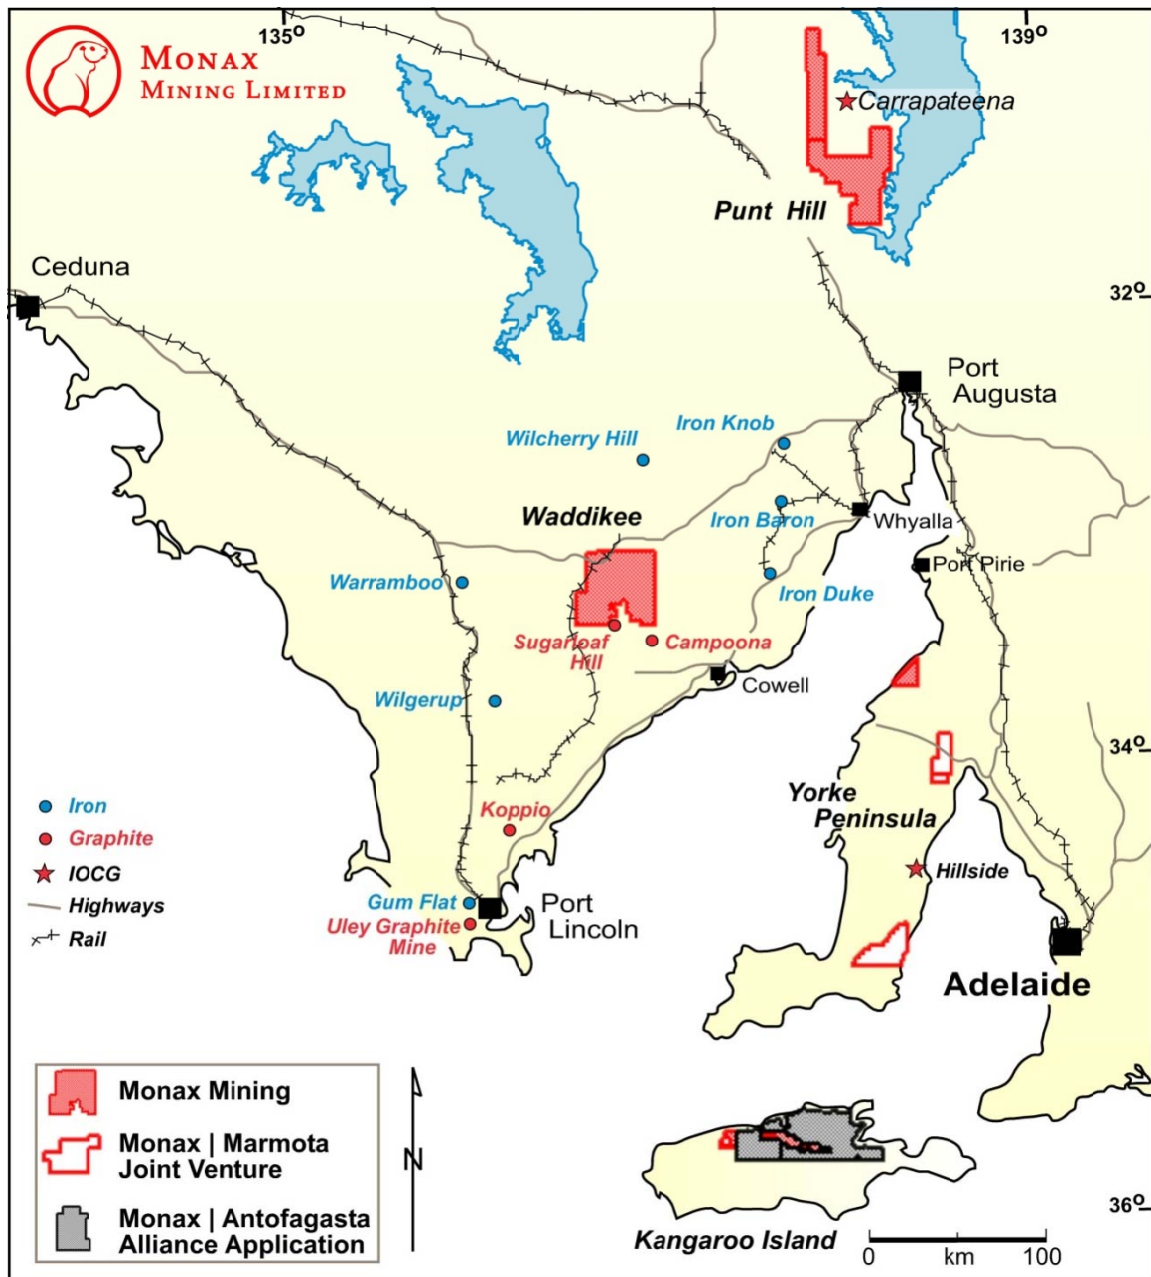 135°
139°
MONAX
MINING LIMITED
Carrapateena
Punt Hill
Ceduna
32°
Port
Augusta
Iron Knob
Wilcherry Hill
Waddikee
Iron Baron
Whyalla
Port Pirie
Warramboo
Iron Duke
Sugarloaf
Hill
Campoona
Cowell
Wilgerup
34°
Yorke
Peninsula
Iron
Graphite
IOCG
Highways
Rail
Koppio
Hillside
Gum Flat
Port
Lincoln
Uley Graphite
Mine
Adelaide
Monax Mining
Monax | Marmota
Joint Venture
Monax | Antofagasta
Alliance Application
N
Kangaroo Island
36°
0 km 100